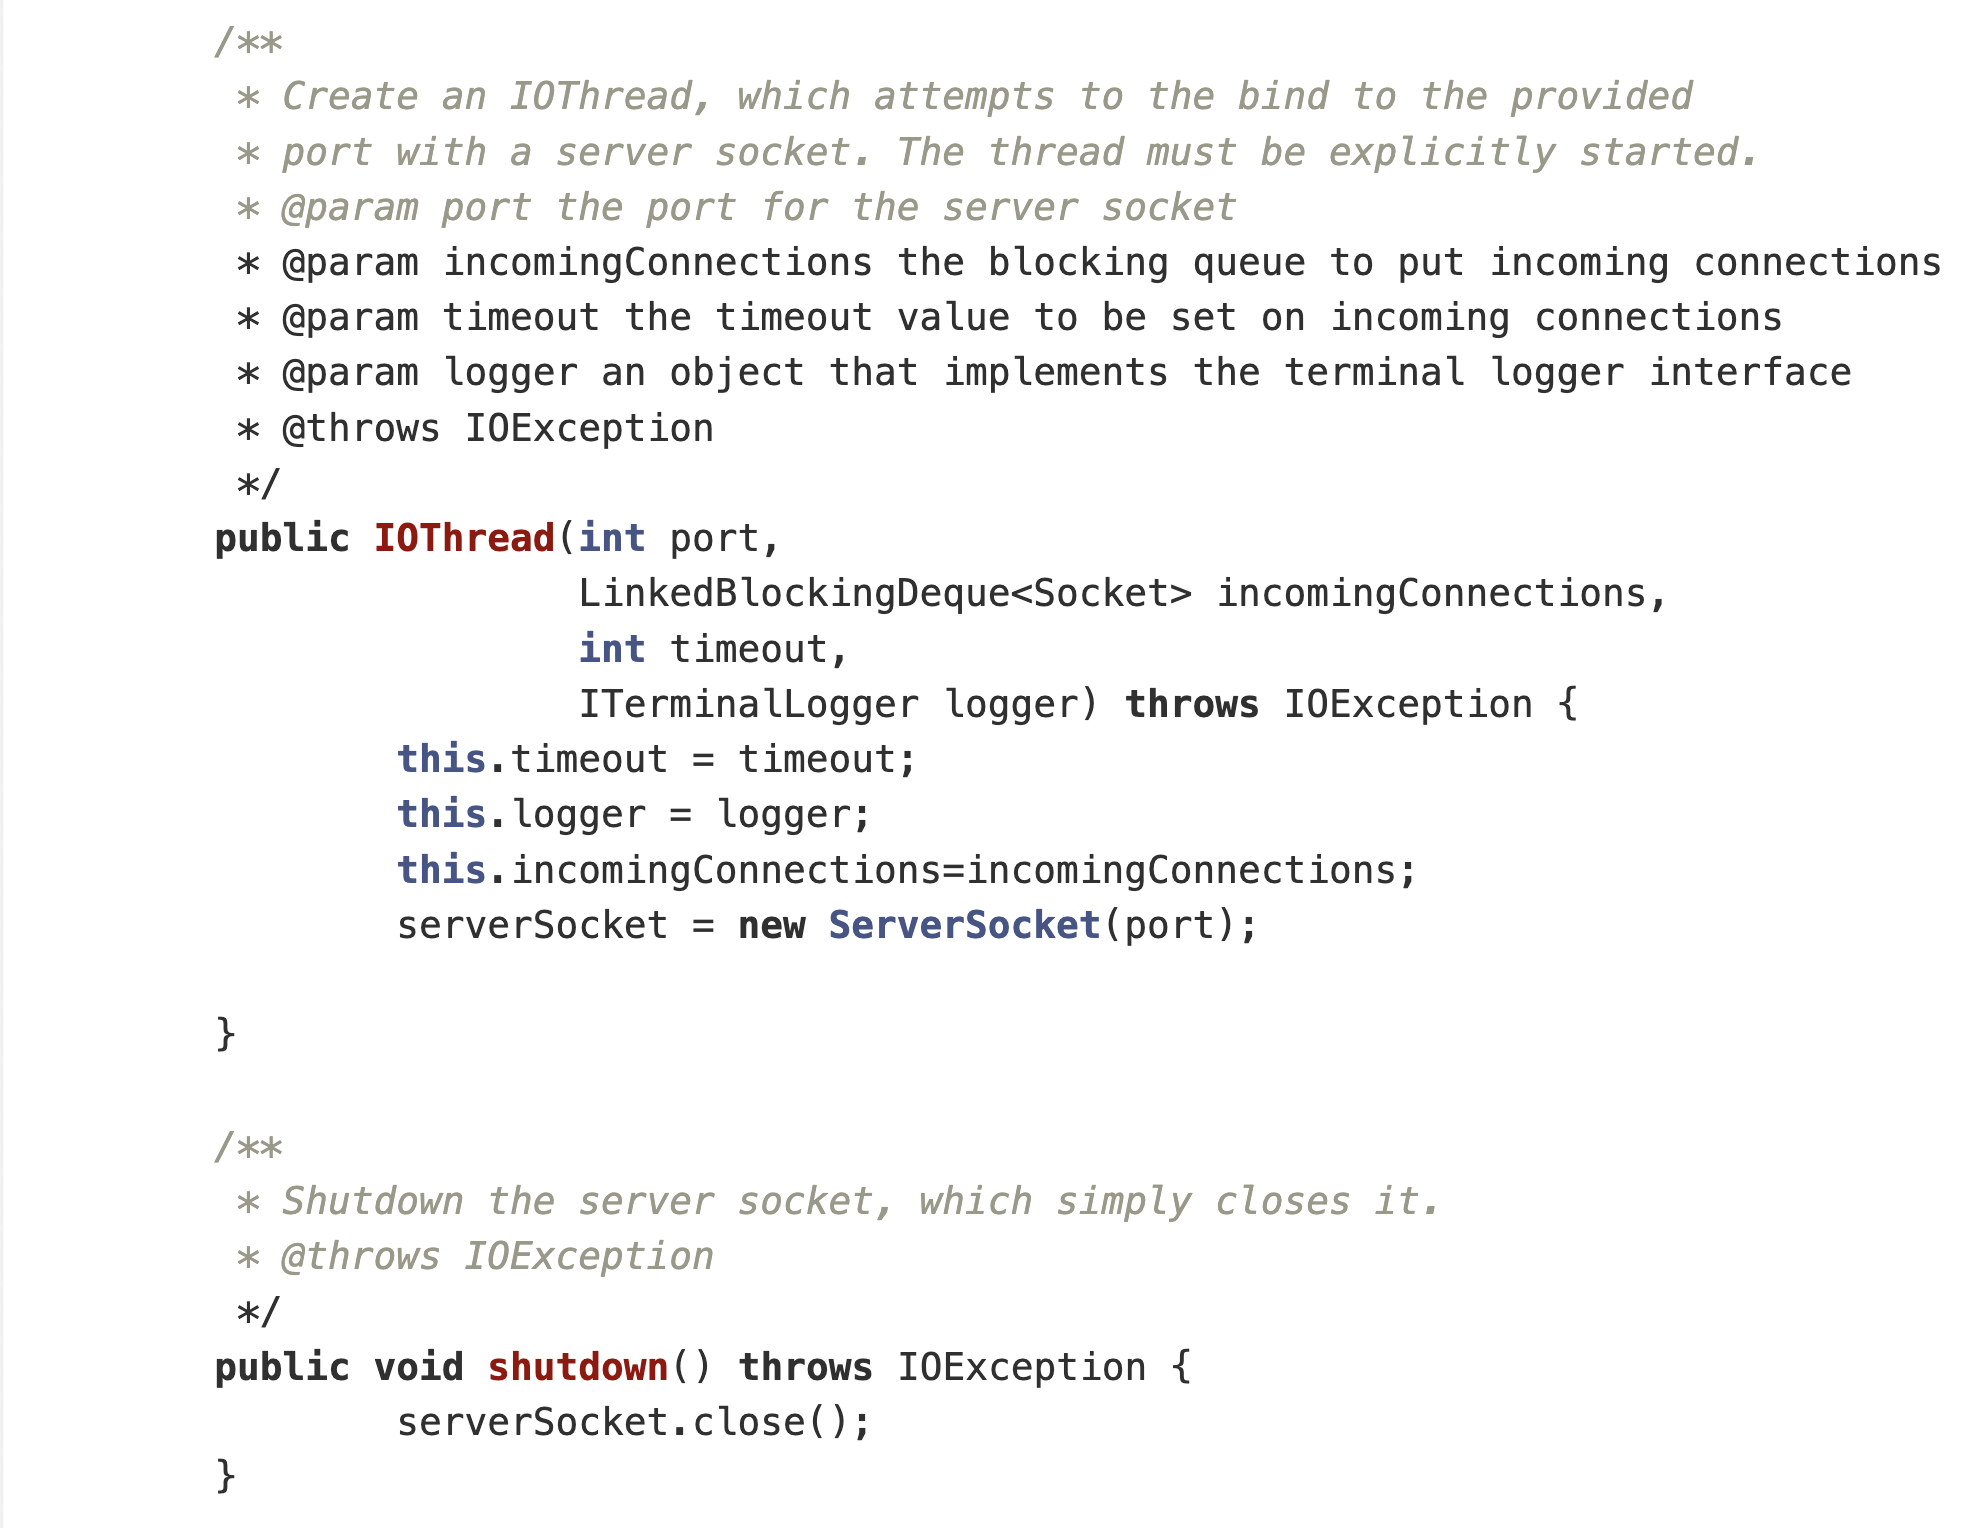 /**
 * Create an IOThread, which attempts to the bind to the provided
 * port with a server socket. The thread must be explicitly started.
 * @param port the port for the server socket
 * @param incomingConnections the blocking queue to put incoming connections
 * @param timeout the timeout value to be set on incoming connections
 * @param logger an object that implements the terminal logger interface
 * @throws IOException
 */
public IOThread(int port,
                LinkedBlockingDeque<Socket> incomingConnections,
                int timeout,
                ITerminalLogger logger) throws IOException {
        this.timeout = timeout;
        this.logger = logger;
        this.incomingConnections=incomingConnections;
        serverSocket = new ServerSocket(port);

}

/**
 * Shutdown the server socket, which simply closes it.
 * @throws IOException
 */
public void shutdown() throws IOException {
        serverSocket.close();
}